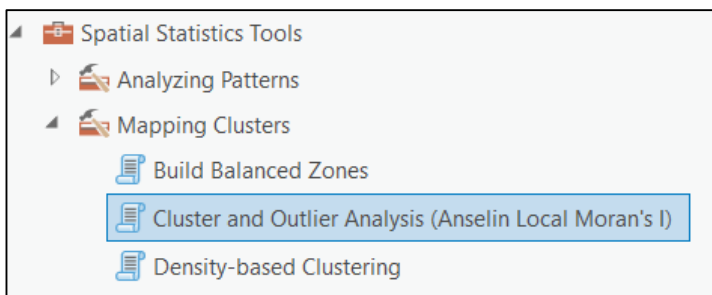 Spatial Statistics Tools
Analyzing Patterns
Mapping Clusters
Build Balanced Zones
Cluster and Outlier Analysis (Anselin Local Moran's I)
Density-based Clustering